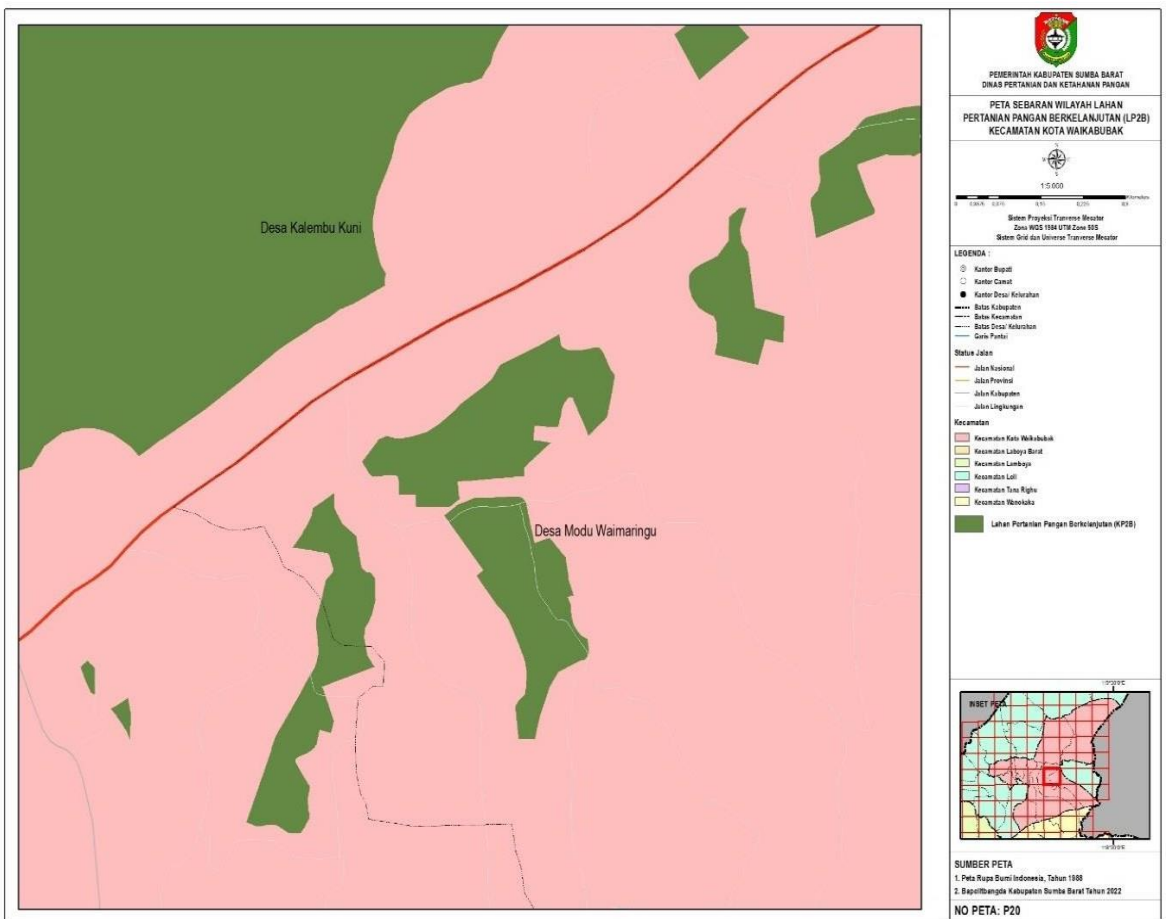 Desa Kalembu Kuni
Desa Modu Waimaringu
PEMERINTAH KABUPATEN SUMBA BARAT
DINAS PERTANIAN DAN KETAHANAN PANGAN
PETA SEBARAN WILAYAH LAHAN
PERTANIAN PANGAN BERKELANJUTAN (LP2B)
KECAMATAN KOTA WAIKABUBAK
1:5.000
Sistem Proyeksi Tranverse Mecator
Zona WGS 1984 UTM Zone 50S
Sistem Grid dan Universe Tranverse Mecator
LEGENDA :
Kantor Bupati
Kantor Camat
Kantor Desa/ Kelurahan
Batas Kabupaten
Batas Kecamatan
Batas Desa/ Kelurahan
Garis Pantai
Status Jalan
Jalan Nasional
Jalan Provinsi
Jalan Kabupaten
Jalan Lingkungan
Kecamatan
Kecamatan Kota Waikabubak
Kecamatan Laboya Barat
Kecamatan Lamboya
Kecamatan Loli
Kecamatan Tana Righu
Kecamatan Wanokaka
Lahan Pertanian Pangan Berkelanjutan (KP2B)
INSET PETA
SUMBER PETA
1. Peta Rupa Bumi Indonesia, Tahun 1988
2. Bapolitbangda Kabupaten Sumba Barat Tahun 2022
NO PETA: P20